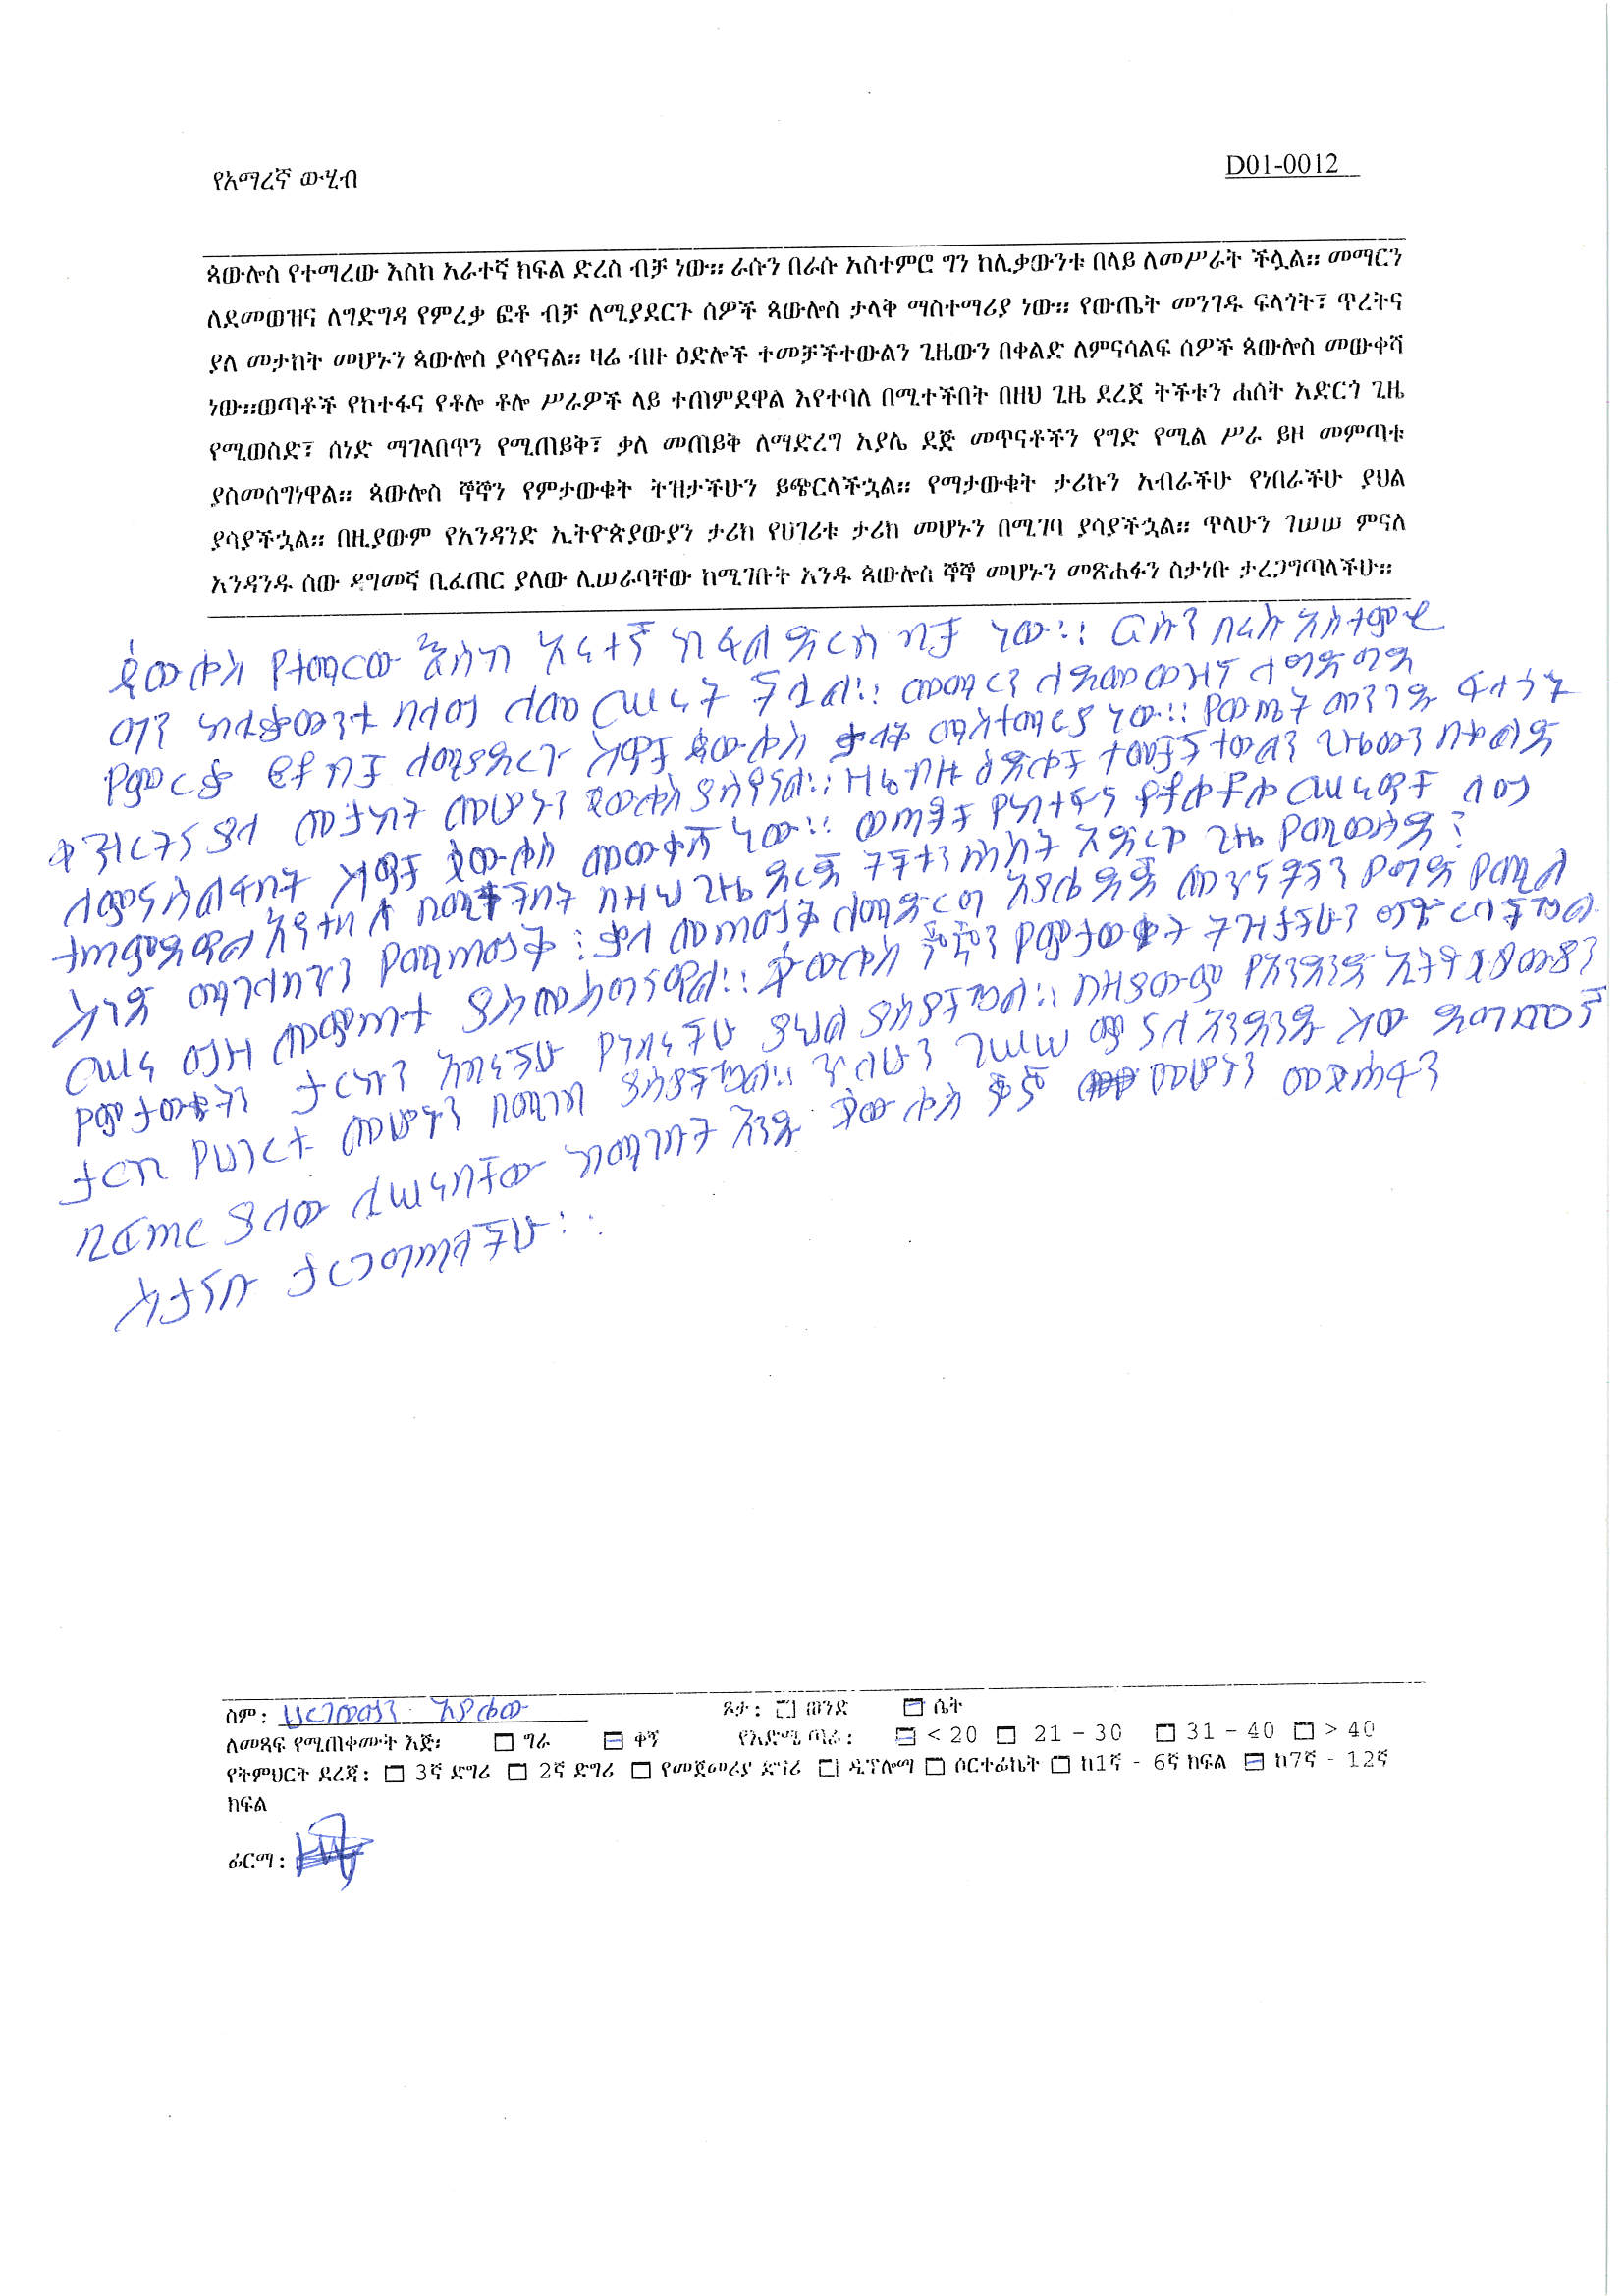 የአማረኛ ውሂብ
D01-0012
ጳውሎስ የተማረው እስከ አራተኛ ክፍል ድረስ ብቻ ነው። ራሱን በራሱ አስተምሮ ግን ከሊቃውንቱ በላይ ለመሥራት ችሏል። መማርን
ለደመወዝና ለግድግዳ የምረቃ ፎቶ ብቻ ለሚያደርጉ ሰዎች ጳውሎስ ታላቅ ማስተማሪያ ነው። የውጤት መንገዱ ፍላጎት፣ ጥረትና
ያለ መታከት መሆኑን ጳውሎስ ያሳየናል። ዛሬ ብዙ ዕድሎች ተመቻችተውልን ጊዜውን በቀልድ ለምናሳልፍ ሰዎች ጳውሎስ መውቀሻ
ነው።ወጣቶች የከተፋና የቶሎ ቶሎ ሥራዎች ላይ ተጠምደዋል እየተባለ በሚተችበት በዘህ ጊዜ ደረጀ ትችቱን ሐሰት አድርጎ ጊዜ
የሚወስድ፣ ሰነድ ማገላበጥን የሚጠይቅ፣ ቃለ መጠይቅ ለማድረግ አያሌ ደጅ መጥናቶችን የግድ የሚል ሥራ ይዞ መምጣቱ
ያስመሰግነዋል። ጳውሎስ ኞኞን የምታውቁት ትዝታችሁን ይጭርላችኋል። የማታውቁት ታሪኩን አብራችሁ የነበራችሁ ያህል
ያሳያችኋል። በዚያውም የአንዳንድ ኢትዮጵያውያን ታሪክ የሀገሪቱ ታሪክ መሆኑን በሚገባ ያሳያችኋል። ጥላሁን ገሠሠ ምናለ
አንዳንዱ ሰው ዳግመኛ ቢፈጠር ያለው ሊሠራባቸው ከሚገቡት አንዱ ጳውሎስ ኞኞ መሆኑን መጽሐፉን ስታነቡ ታረጋግጣላችሁ።
ጳውሎስ የተማረው እስከ አራተኛ ክፍል ድረስ ብቻ ነው። ራሱን በራሱ አስተምሮ
ግን ከሊቃውንቱ በላይ ለመሥራት ችሏል። መማርን ለደመወዝና ለግድግዳ
የምረቃ ፎቶ ብቻ ለሚያደርጉ ሰዎች ጳውሎስ ታላቅ ማስተማሪያ ነው። የውጤት መንገዱ ፍላጎት
ጥረትና ያለ መታከት መሆኑን ጳውሎስ ያሳየናል። ዛሬ ብዙ ዕድሎች ተመቻችተውልን ጊዜውን በቀልድ
ለምናሳልፍበት ሰዎች ጳውሎስ መውቀሻ ነው። ወጣቶች የከተፋና የቶሎ ቶሎ ሥራዎች ላይ
ተጠምደዋል እየተባለ በሚተችበት በዘህ ጊዜ ደረጀ ትችቱን ሐሰት አድርጎ ጊዜ የሚወስድ፣
ሰነድ ማገላበጥን የሚጠይቅ፣ ቃለ መጠይቅ ለማድረግ አያሌ ደጅ መጥናቶችን የግድ የሚል
ሥራ ይዞ መምጣቱ ያስመሰግነዋል። ጳውሎስ ኞኞን የምታውቁት ትዝታችሁን ይጭርላችኋል
የምታውቁትን ታሪኩን አብራችሁ የነበራችሁ ያህል ያሳያችኋል። በዚያውም የአንዳንድ ኢትዮጵያውያን
ታሪክ የሀገሪቱ መሆኑን በሚገባ ያሳያችኋል። ጥላሁን ገሠሠ ምናለ አንዳንዱ ሰው ዳግመኛ
ቢፈጠር ያለው ሊሠራባቸው ከሚገቡት አንዱ ጳውሎስ ኞኞ መሆኑን መጽሐፉን
ስታነቡ ታረጋግጣላችሁ።
ስም: አያሌው ጾታ: ☐ ወንድ ☑ ሴት
ለመጻፍ የሚጠቀሙት እጅ፡ ☐ ግራ ☑ ቀኝ የእድሜ ጣራ: ☑ < 20 ☐ 21 - 30 ☐ 31 - 40 ☐ > 40
የትምህርት ደረጃ: ☐ 3ኛ ድግሪ ☐ 2ኛ ድግሪ ☐ የመጀመሪያ ድግሪ ☐ ዲፕሎማ ☐ ሰርተፊኬት ☐ ከ1ኛ - 6ኛ ክፍል ☑ ከ7ኛ - 12ኛ
ክፍል
ፊርማ: